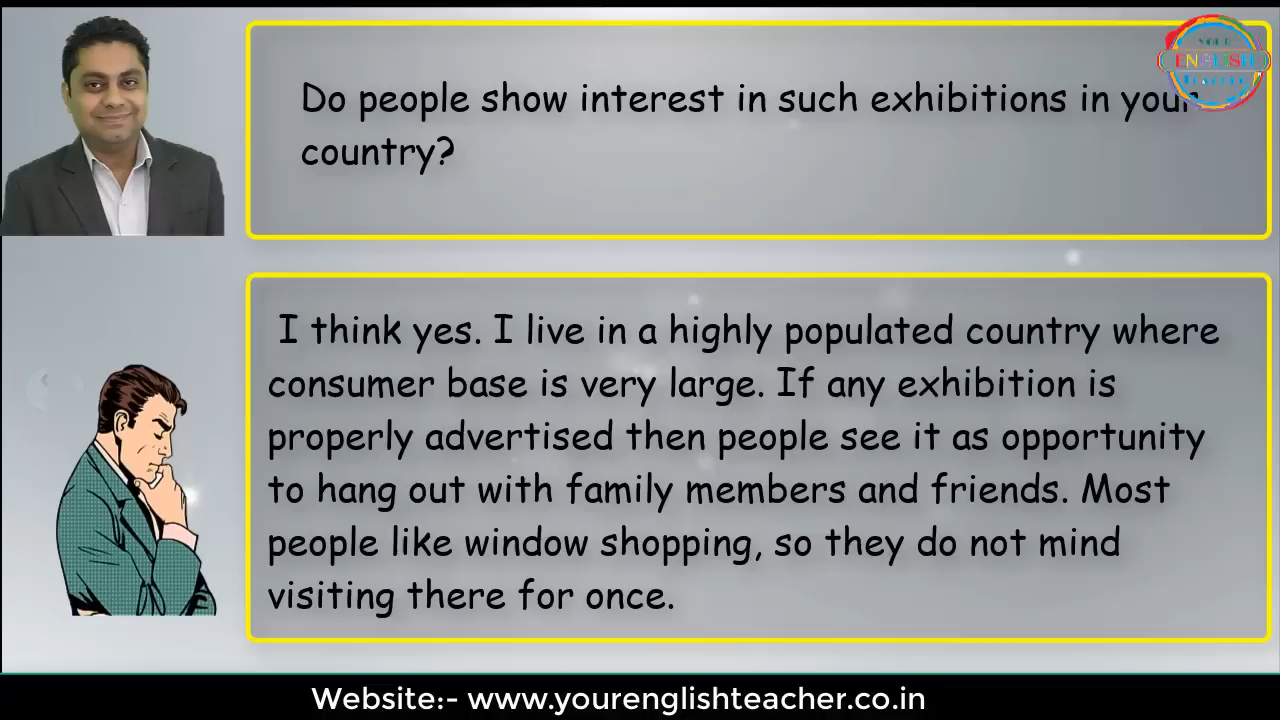 YOUR
ENGLISH
Do people show interest in such exhibitions in your
country?
I think yes. I live in a highly populated country where
consumer base is very large. If any exhibition is
properly advertised then people see it as opportunity
to hang out with family members and friends. Most
people like window shopping, so they do not mind
visiting there for once.
Website:- www.yourenglishteacher.co.in